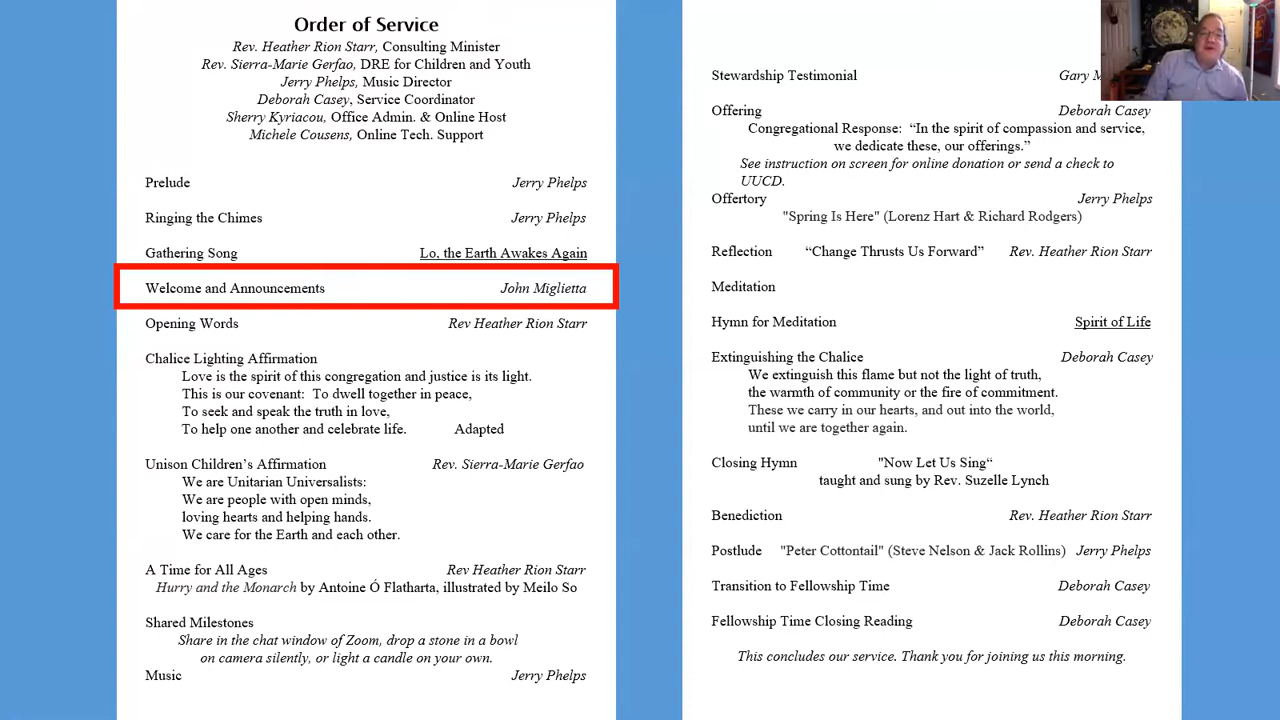 Order of Service
Rev. Heather Rion Starr, Consulting Minister
Rev. Sierra-Marie Gerfao, DRE for Children and Youth
Jerry Phelps, Music Director
Deborah Casey, Service Coordinator
Sherry Kyriacou, Office Admin. & Online Host
Michele Cousens, Online Tech. Support
Prelude Jerry Phelps
Ringing the Chimes Jerry Phelps
Gathering Song Lo, the Earth Awakes Again
Welcome and Announcements John Miglietta
Opening Words Rev Heather Rion Starr
Chalice Lighting Affirmation
Love is the spirit of this congregation and justice is its light.
This is our covenant: To dwell together in peace,
To seek and speak the truth in love,
To help one another and celebrate life. Adapted
Unison Children’s Affirmation Rev. Sierra-Marie Gerfao
We are Unitarian Universalists:
We are people with open minds,
loving hearts and helping hands.
We care for the Earth and each other.
A Time for All Ages Rev Heather Rion Starr
Hurry and the Monarch by Antoine Ó Flatharta, illustrated by Meilo So
Shared Milestones
Share in the chat window of Zoom, drop a stone in a bowl
on camera silently, or light a candle on your own.
Music Jerry Phelps
Stewardship Testimonial Gary
Offering Deborah Casey
Congregational Response: “In the spirit of compassion and service,
we dedicate these, our offerings.”
See instruction on screen for online donation or send a check to
UUCD.
Offertory Jerry Phelps
"Spring Is Here" (Lorenz Hart & Richard Rodgers)
Reflection “Change Thrusts Us Forward” Rev. Heather Rion Starr
Meditation
Hymn for Meditation Spirit of Life
Extinguishing the Chalice Deborah Casey
We extinguish this flame but not the light of truth,
the warmth of community or the fire of commitment.
These we carry in our hearts, and out into the world,
until we are together again.
Closing Hymn "Now Let Us Sing“
taught and sung by Rev. Suzelle Lynch
Benediction Rev. Heather Rion Starr
Postlude "Peter Cottontail" (Steve Nelson & Jack Rollins) Jerry Phelps
Transition to Fellowship Time Deborah Casey
Fellowship Time Closing Reading Deborah Casey
This concludes our service. Thank you for joining us this morning.